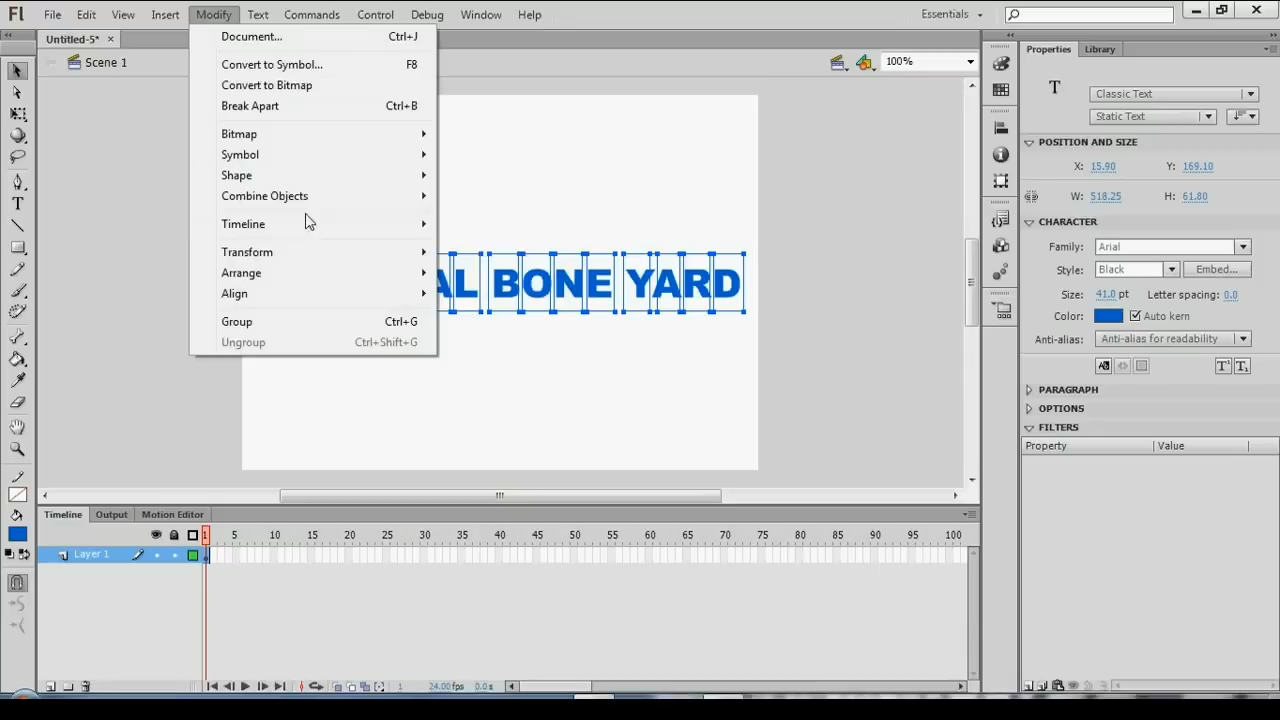 Fl File Edit View Insert Modify Text Commands Control Debug Window Help Essentials
Untitled-5*
Scene 1
100%
Document... Ctrl+J
Convert to Symbol... F8
Convert to Bitmap
Break Apart Ctrl+B
Bitmap
Symbol
Shape
Combine Objects
Timeline
Transform
Arrange
Align
Group Ctrl+G
Ungroup Ctrl+Shift+G
AL BONE YARD
Properties Library
T
Classic Text
Static Text
POSITION AND SIZE
X: 15.90 Y: 169.10
W: 518.25 H: 61.80
CHARACTER
Family: Arial
Style: Black Embed...
Size: 41.0 pt Letter spacing: 0.0
Color: Auto kern
Anti-alias: Anti-alias for readability
PARAGRAPH
OPTIONS
FILTERS
Property Value
Timeline Output Motion Editor
1 5 10 15 20 25 30 35 40 45 50 55 60 65 70 75 80 85 90 95 100
Layer 1
1 24.00 fps 0.0 s